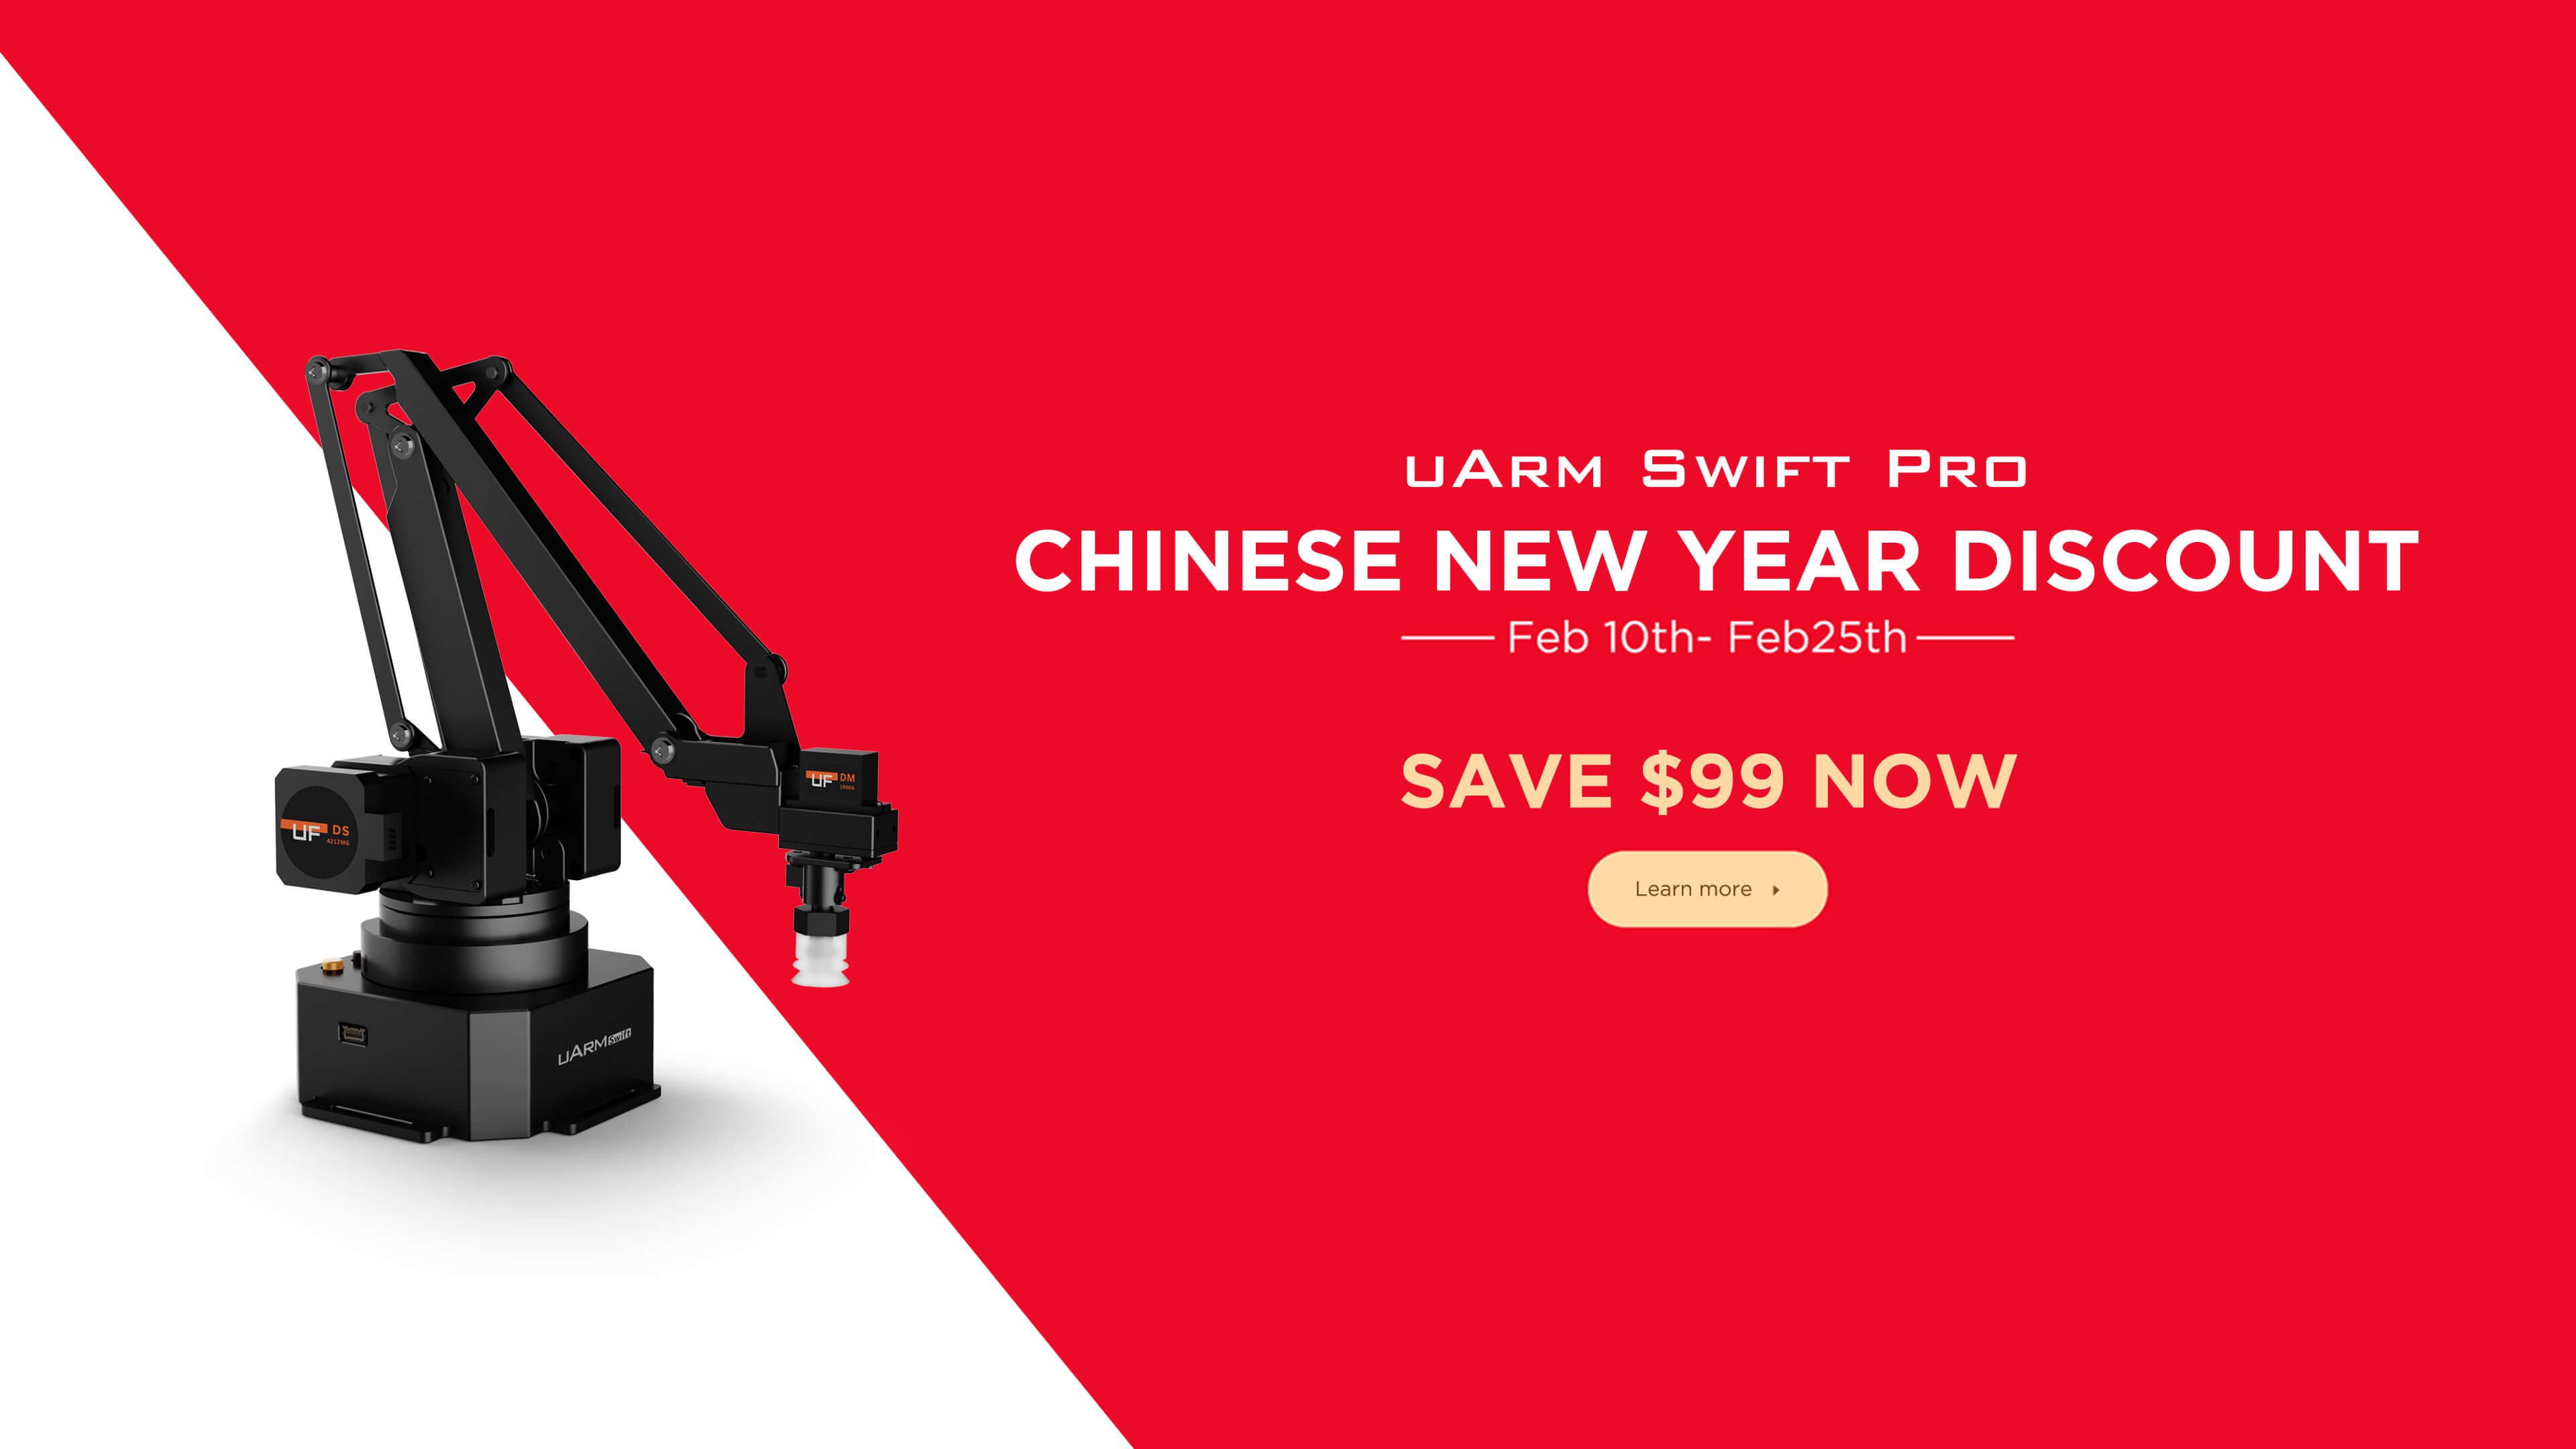 uArm Swift Pro
CHINESE NEW YEAR DISCOUNT
Feb 10th- Feb25th
SAVE $99 NOW
Learn more
UF DM
UF DS
4212MG
uARM Swift